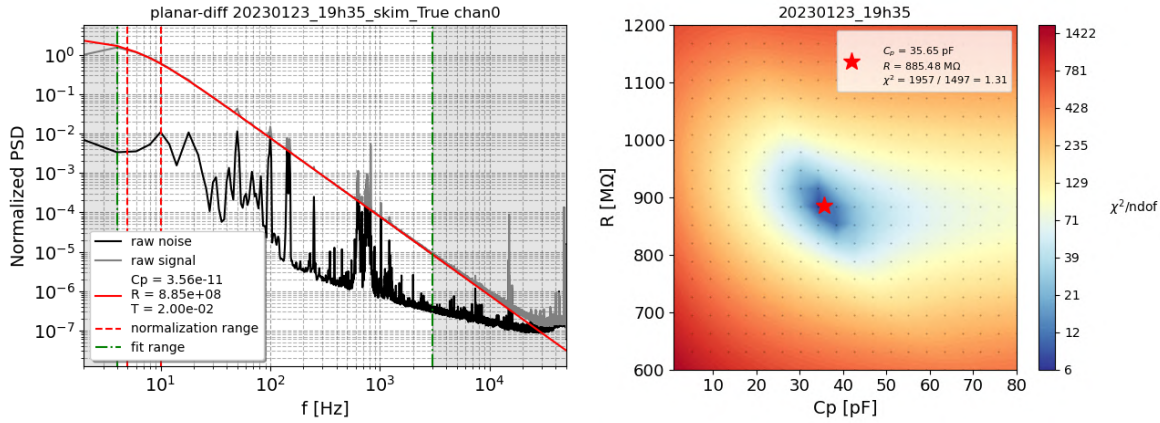 planar-diff 20230123_19h35_skim_True chan0
Normalized PSD
10⁰
10⁻¹
10⁻²
10⁻³
10⁻⁴
10⁻⁵
10⁻⁶
10⁻⁷
raw noise
raw signal
Cp = 3.56e-11
R = 8.85e+08
T = 2.00e-02
normalization range
fit range
10¹
10²
10³
10⁴
f [Hz]
20230123_19h35
R [MΩ]
1200
1100
1000
900
800
700
600
Cₚ = 35.65 pF
R = 885.48 MΩ
χ² = 1957 / 1497 = 1.31
10
20
30
40
50
60
70
80
Cp [pF]
1422
781
428
235
129
71
39
21
12
6
χ²/ndof